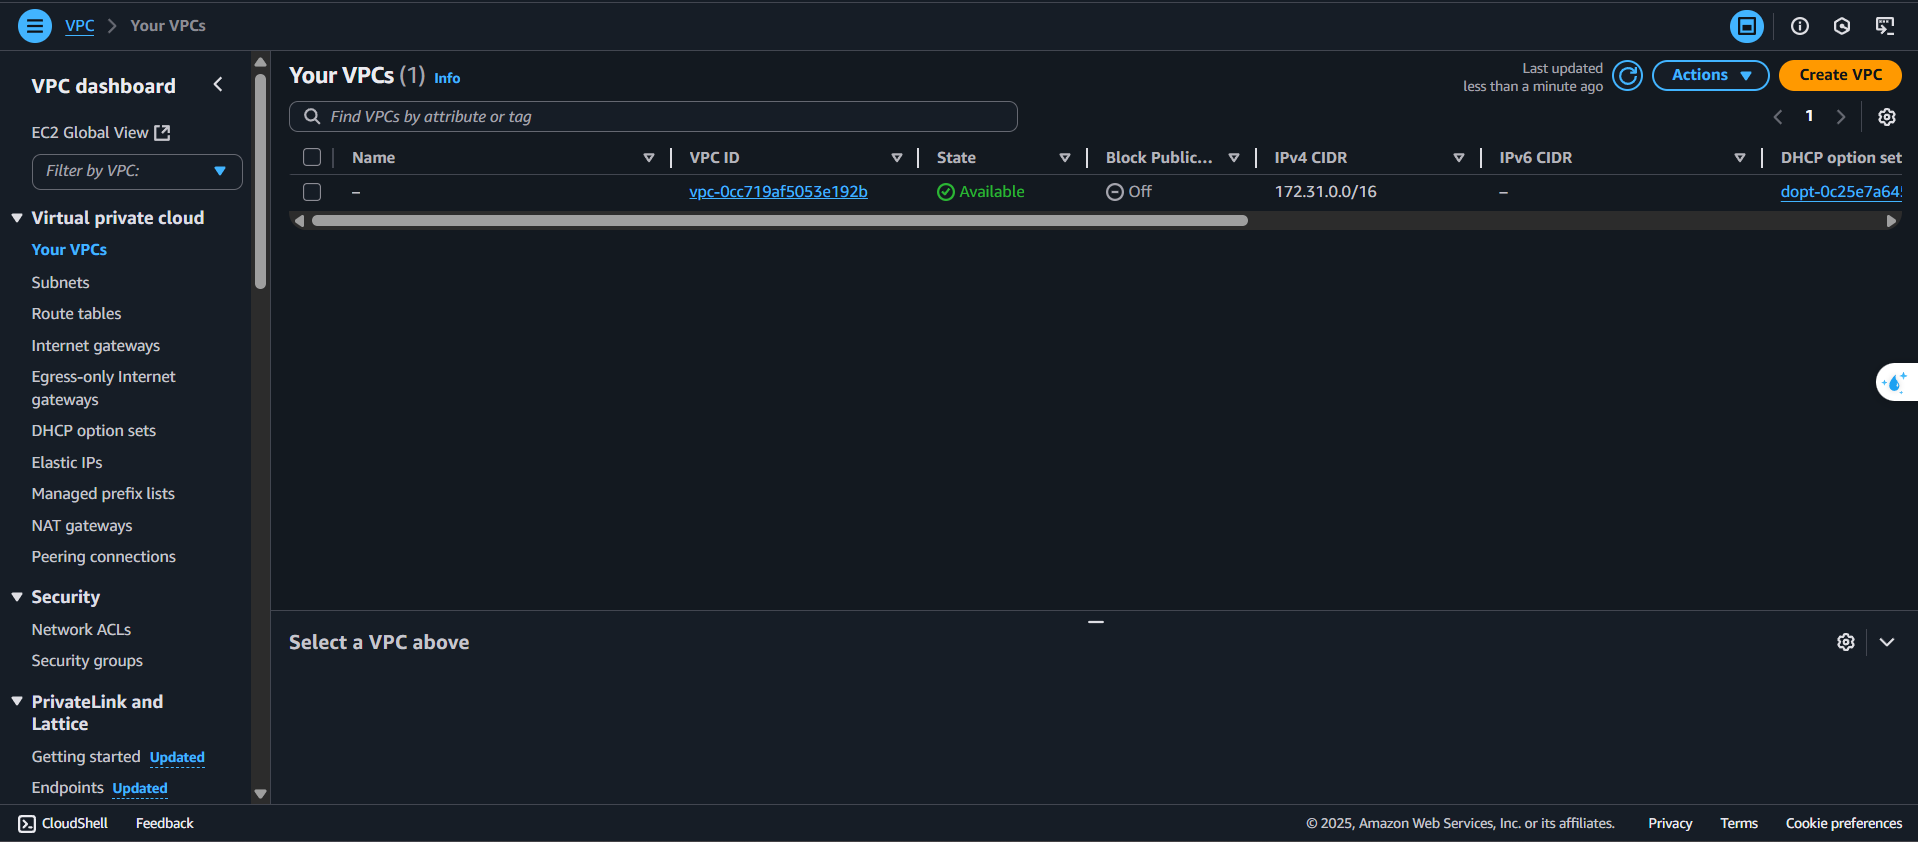 VPC
Your VPCs
VPC dashboard
EC2 Global View
Filter by VPC:
Virtual private cloud
Your VPCs
Subnets
Route tables
Internet gateways
Egress-only Internet
gateways
DHCP option sets
Elastic IPs
Managed prefix lists
NAT gateways
Peering connections
Security
Network ACLs
Security groups
PrivateLink and
Lattice
Getting started Updated
Endpoints Updated
Your VPCs (1) Info
Last updated
less than a minute ago
Actions
Create VPC
Find VPCs by attribute or tag
1
Name VPC ID State Block Public... IPv4 CIDR IPv6 CIDR DHCP option set
– vpc-0cc719af5053e192b Available Off 172.31.0.0/16 – dopt-0c25e7a64
Select a VPC above
CloudShell Feedback © 2025, Amazon Web Services, Inc. or its affiliates. Privacy Terms Cookie preferences